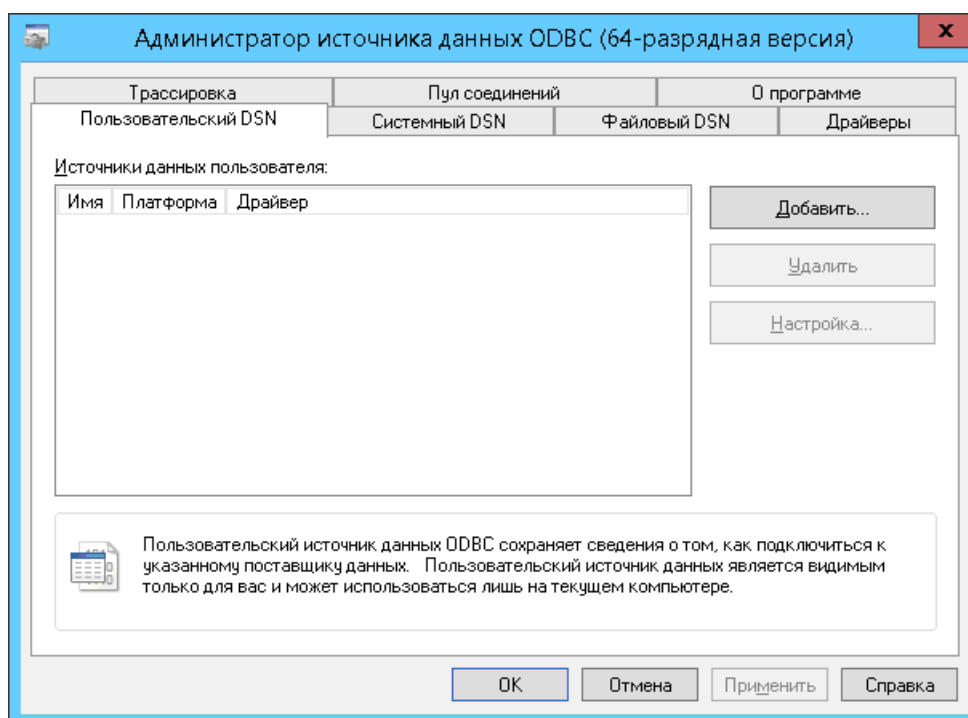 Администратор источника данных ODBC (64-разрядная версия)
x
Трассировка
Пул соединений
О программе
Пользовательский DSN
Системный DSN
Файловый DSN
Драйверы
Источники данных пользователя:
Имя Платформа Драйвер
Добавить...
Удалить
Настройка...
Пользовательский источник данных ODBC сохраняет сведения о том, как подключиться к
указанному поставщику данных. Пользовательский источник данных является видимым
только для вас и может использоваться лишь на текущем компьютере.
OK
Отмена
Применить
Справка